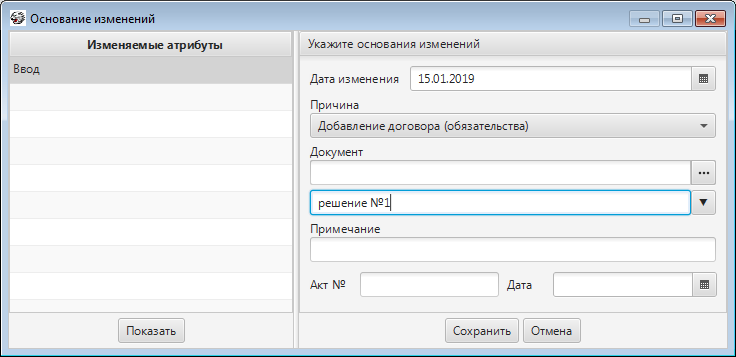 Основание изменений
Изменяемые атрибуты
Ввод
Показать
Укажите основания изменений
Дата изменения 15.01.2019
Причина
Добавление договора (обязательства)
Документ
...
решение №1
Примечание
Акт № Дата
Сохранить Отмена